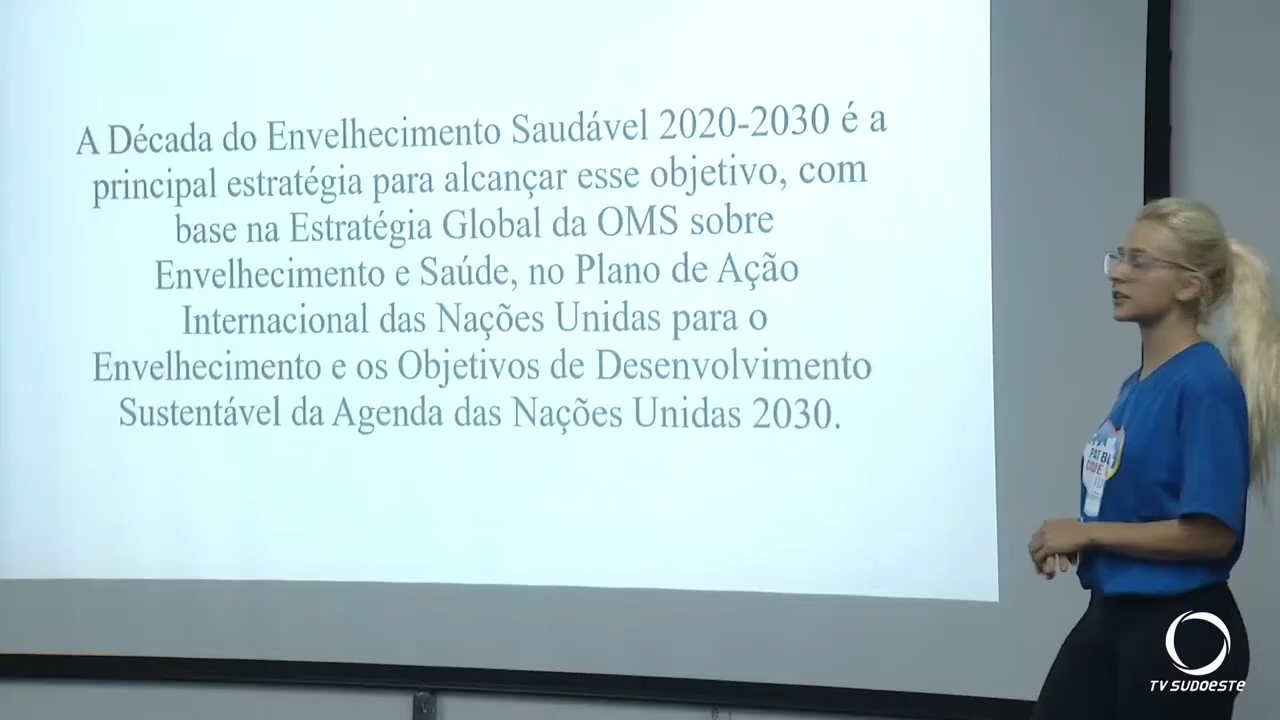 A Década do Envelhecimento Saudável 2020-2030 é a
principal estratégia para alcançar esse objetivo, com
base na Estratégia Global da OMS sobre
Envelhecimento e Saúde, no Plano de Ação
Internacional das Nações Unidas para o
Envelhecimento e os Objetivos de Desenvolvimento
Sustentável da Agenda das Nações Unidas 2030.
TV SUDOESTE